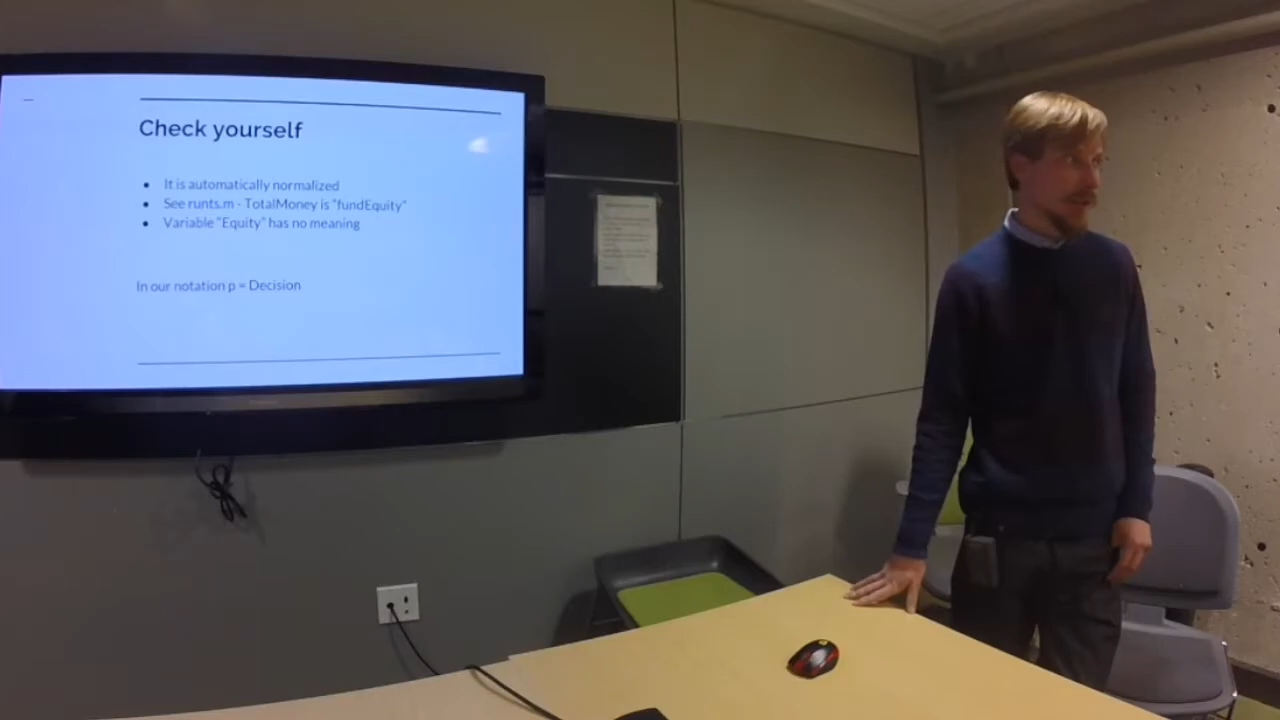 Check yourself
• It is automatically normalized
• See runts.m - TotalMoney is "fundEquity"
• Variable "Equity" has no meaning
In our notation p = Decision